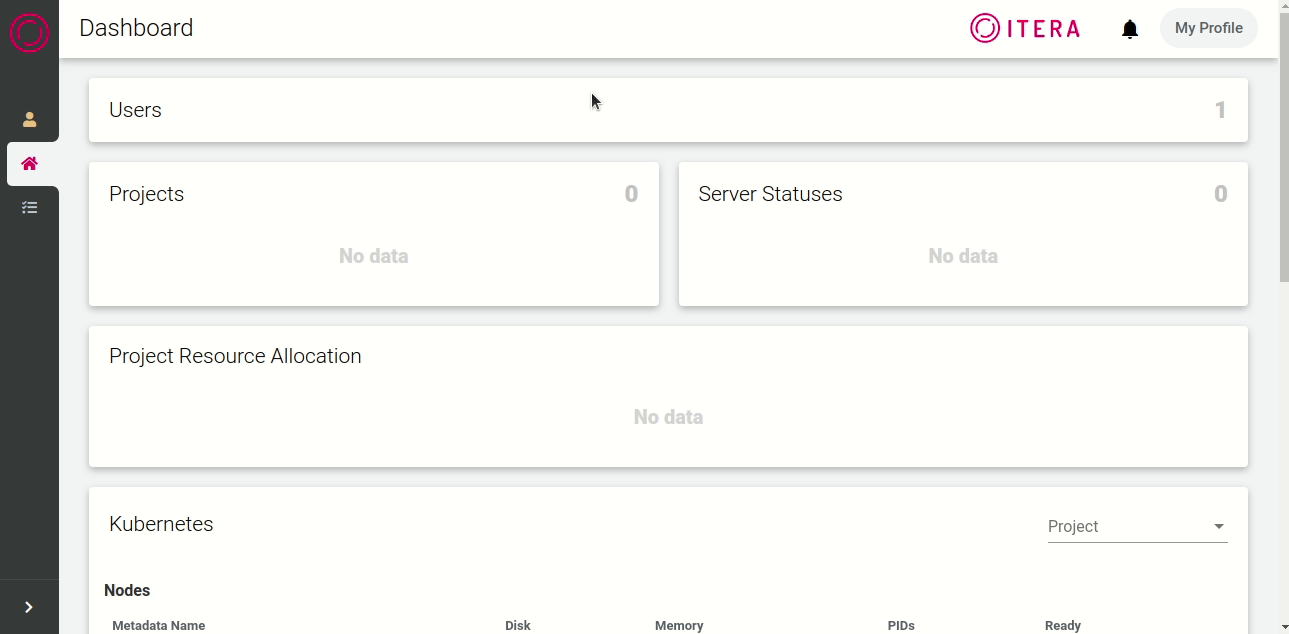 Dashboard
ITERA
My Profile
Users
1
Projects
0
No data
Server Statuses
0
No data
Project Resource Allocation
No data
Kubernetes
Project
Nodes
Metadata Name Disk Memory PIDs Ready